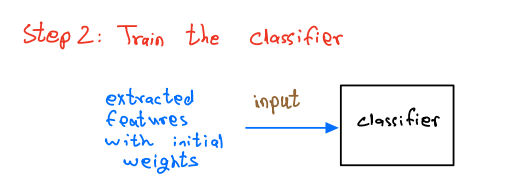 Step 2: Train the classifier
input
extracted
features
with initial
weights
classifier